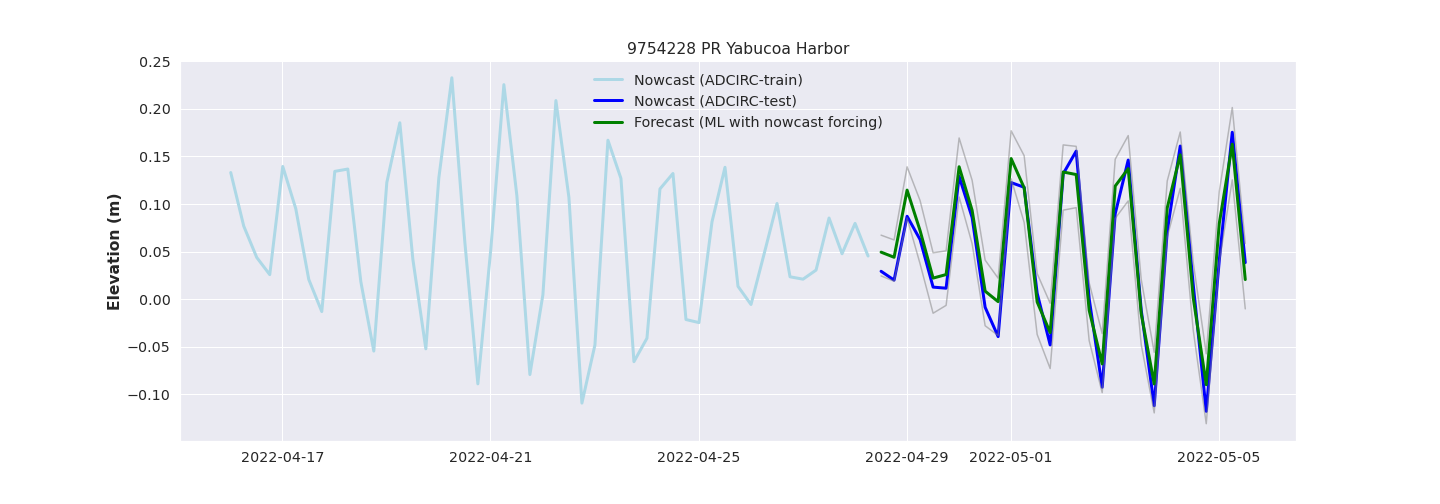 9754228 PR Yabucoa Harbor
Nowcast (ADCIRC-train)
Nowcast (ADCIRC-test)
Forecast (ML with nowcast forcing)
Elevation (m)
0.25
0.20
0.15
0.10
0.05
0.00
−0.05
−0.10
2022-04-17 2022-04-21 2022-04-25 2022-04-29 2022-05-01 2022-05-05